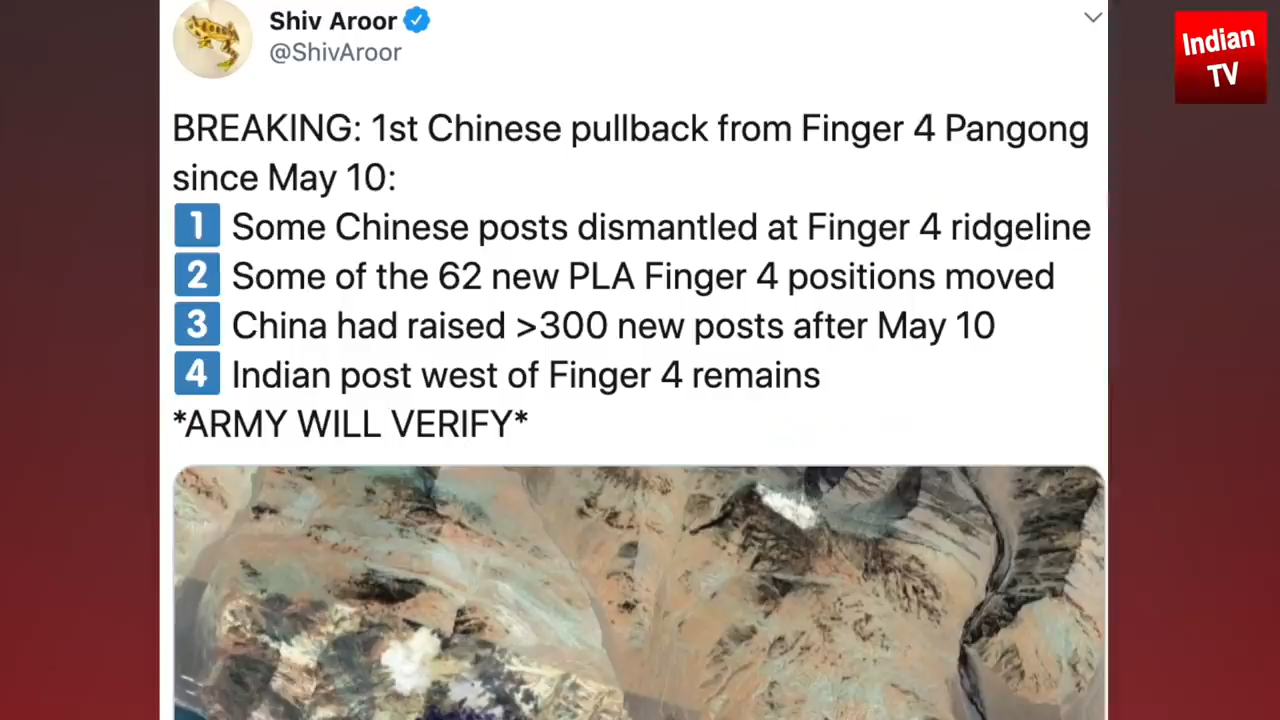 Shiv Aroor
@ShivAroor
Indian
TV
BREAKING: 1st Chinese pullback from Finger 4 Pangong
since May 10:
1 Some Chinese posts dismantled at Finger 4 ridgeline
2 Some of the 62 new PLA Finger 4 positions moved
3 China had raised >300 new posts after May 10
4 Indian post west of Finger 4 remains
*ARMY WILL VERIFY*